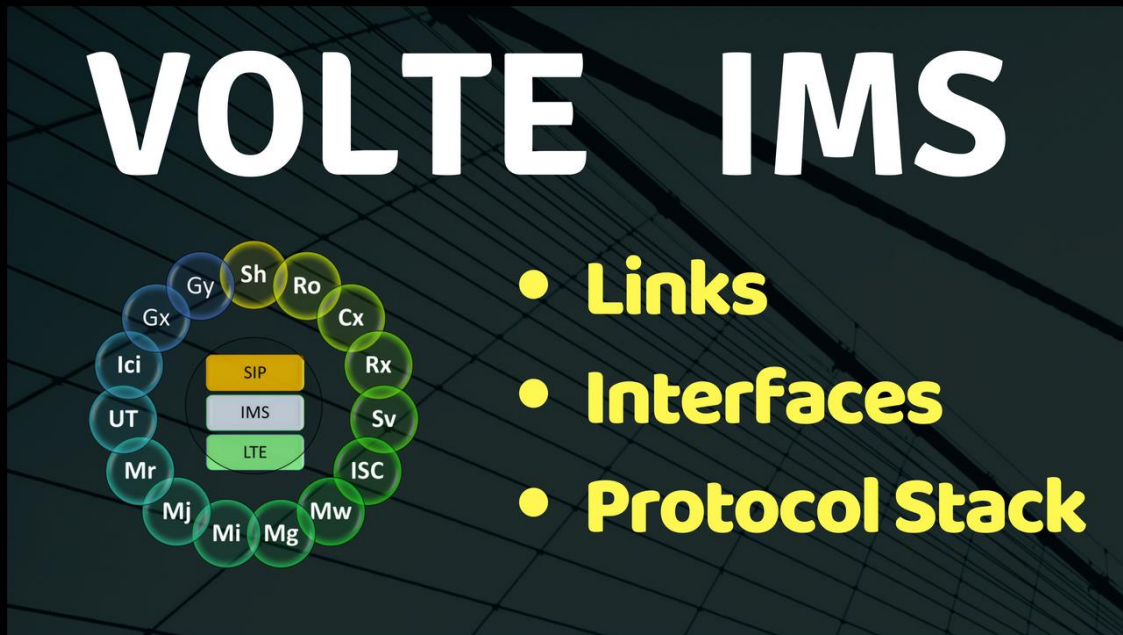 VOLTE IMS
Sh
Ro
Cx
Rx
Sv
ISC
Mw
Mg
Mi
Mj
Mr
UT
Ici
Gx
Gy
SIP
IMS
LTE
• Links
• Interfaces
• Protocol Stack